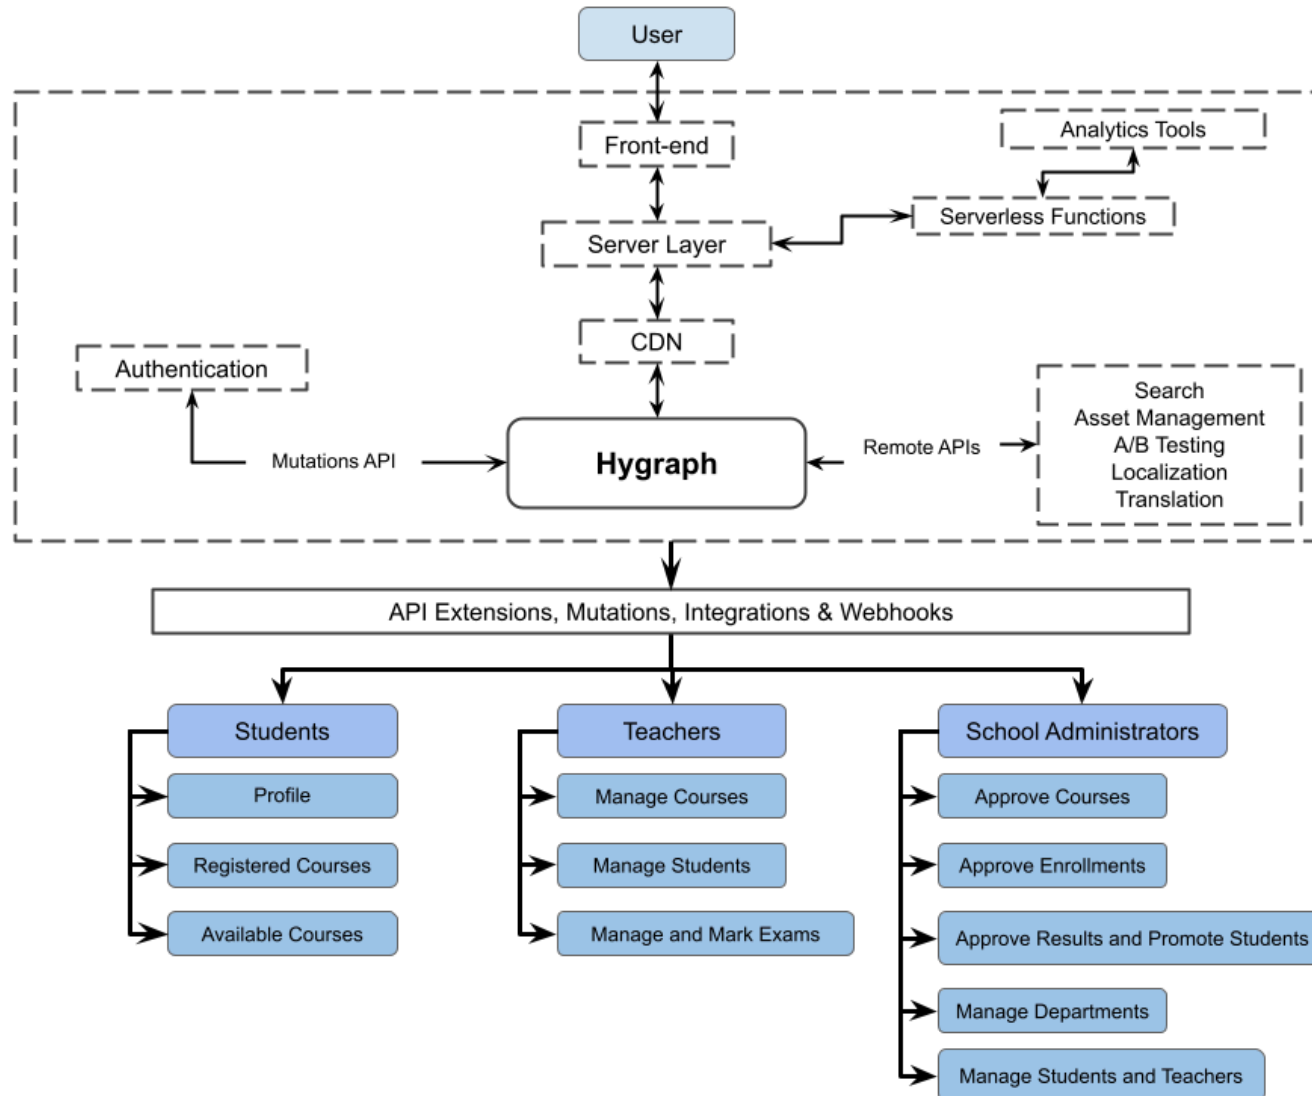 User
Front-end
Analytics Tools
Serverless Functions
Server Layer
CDN
Authentication
Search
Asset Management
A/B Testing
Localization
Translation
Mutations API
Hygraph
Remote APIs
API Extensions, Mutations, Integrations & Webhooks
Students
Teachers
School Administrators
Profile
Manage Courses
Approve Courses
Registered Courses
Manage Students
Approve Enrollments
Available Courses
Manage and Mark Exams
Approve Results and Promote Students
Manage Departments
Manage Students and Teachers